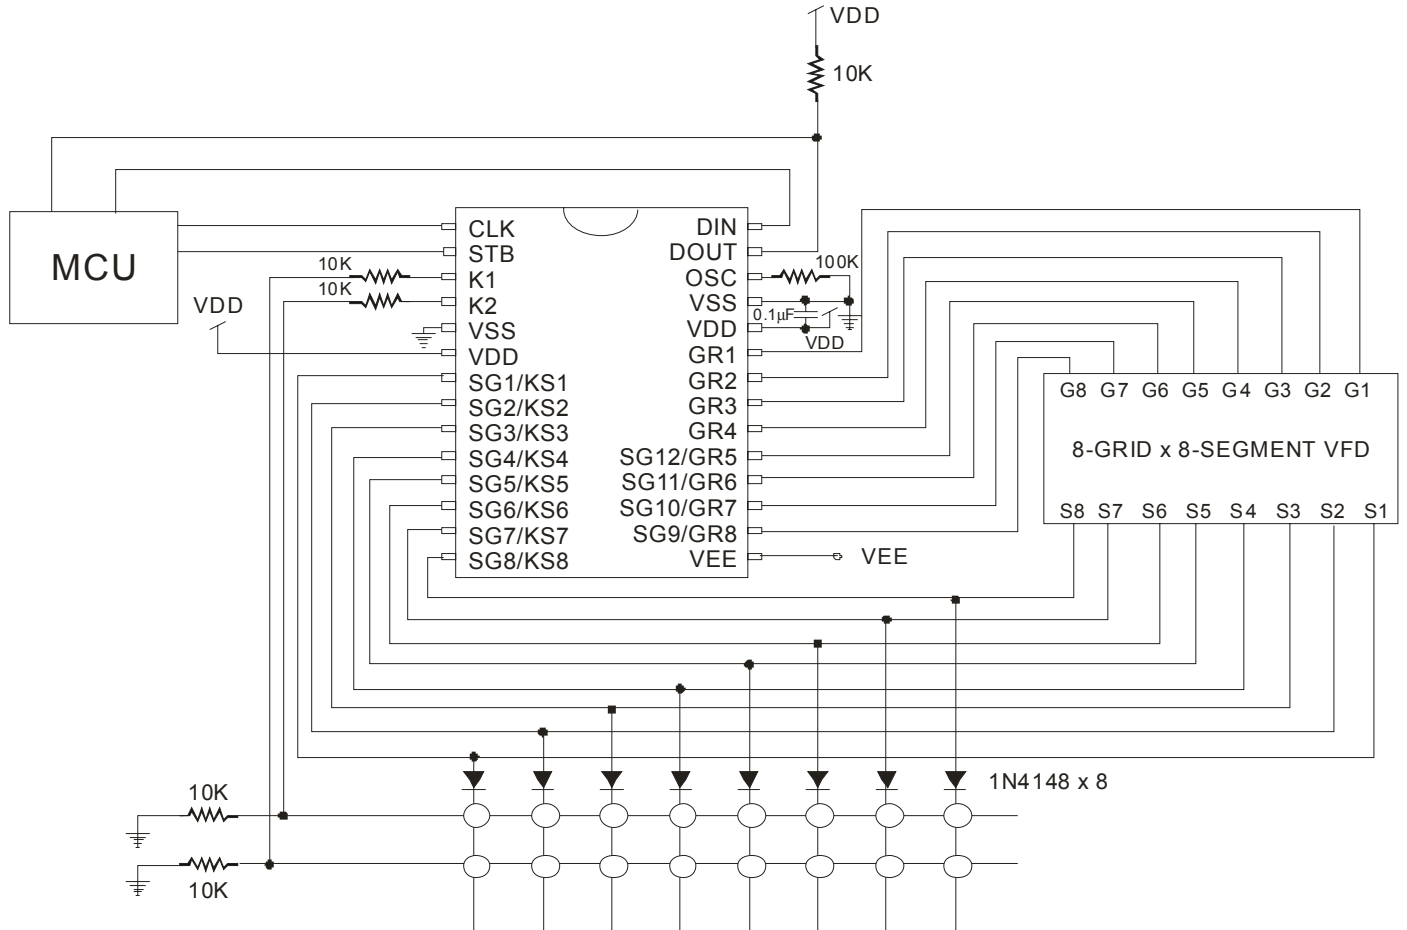 VDD
10K
MCU
CLK
STB
K1
K2
VSS
VDD
SG1/KS1
SG2/KS2
SG3/KS3
SG4/KS4
SG5/KS5
SG6/KS6
SG7/KS7
SG8/KS8
DIN
DOUT
OSC
VSS
VDD
GR1
GR2
GR3
GR4
SG12/GR5
SG11/GR6
SG10/GR7
SG9/GR8
VEE
10K
10K
VDD
100K
0.1µF
VDD
VEE
G8 G7 G6 G5 G4 G3 G2 G1
8-GRID x 8-SEGMENT VFD
S8 S7 S6 S5 S4 S3 S2 S1
1N4148 x 8
10K
10K